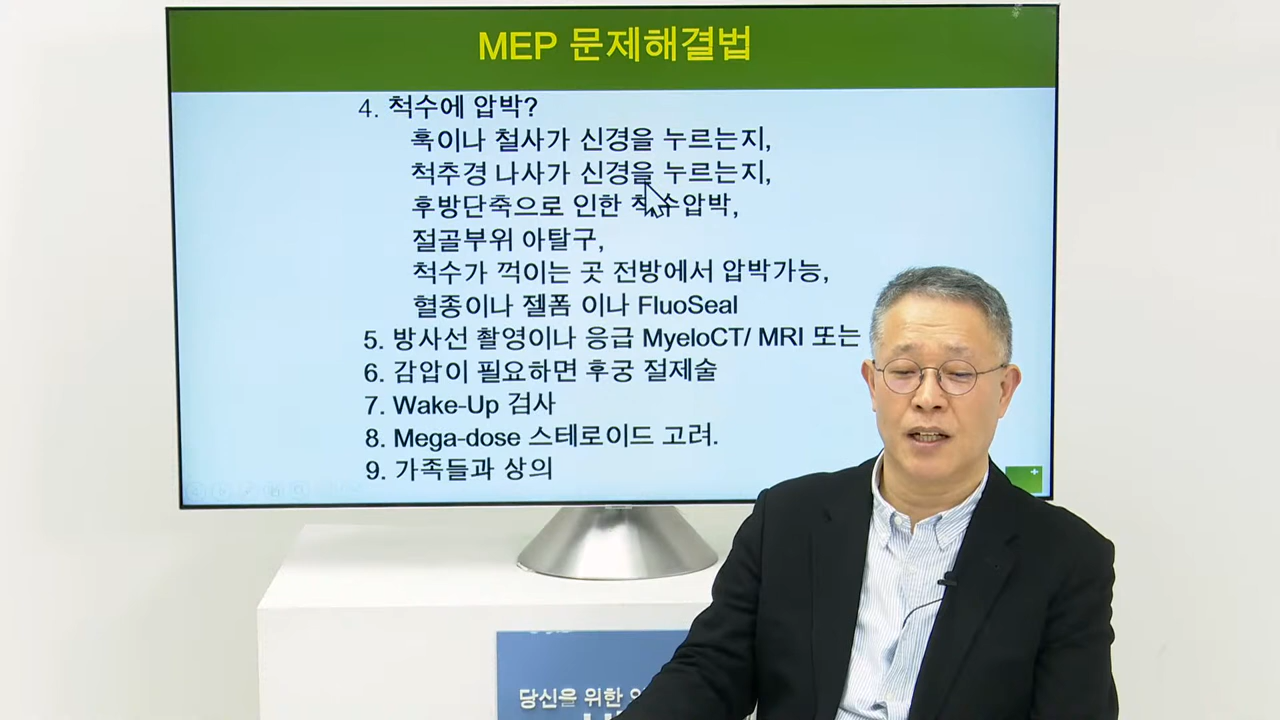 MEP 문제해결법
4. 척수에 압박?
혹이나 철사가 신경을 누르는지,
척추경 나사가 신경을 누르는지,
후방단축으로 인한 척수압박,
절골부위 아탈구,
척수가 꺽이는 곳 전방에서 압박가능,
혈종이나 젤폼 이나 FluoSeal
5. 방사선 촬영이나 응급 MyeloCT/ MRI 또는
6. 감압이 필요하면 후궁 절제술
7. Wake-Up 검사
8. Mega-dose 스테로이드 고려.
9. 가족들과 상의
당신을 위한